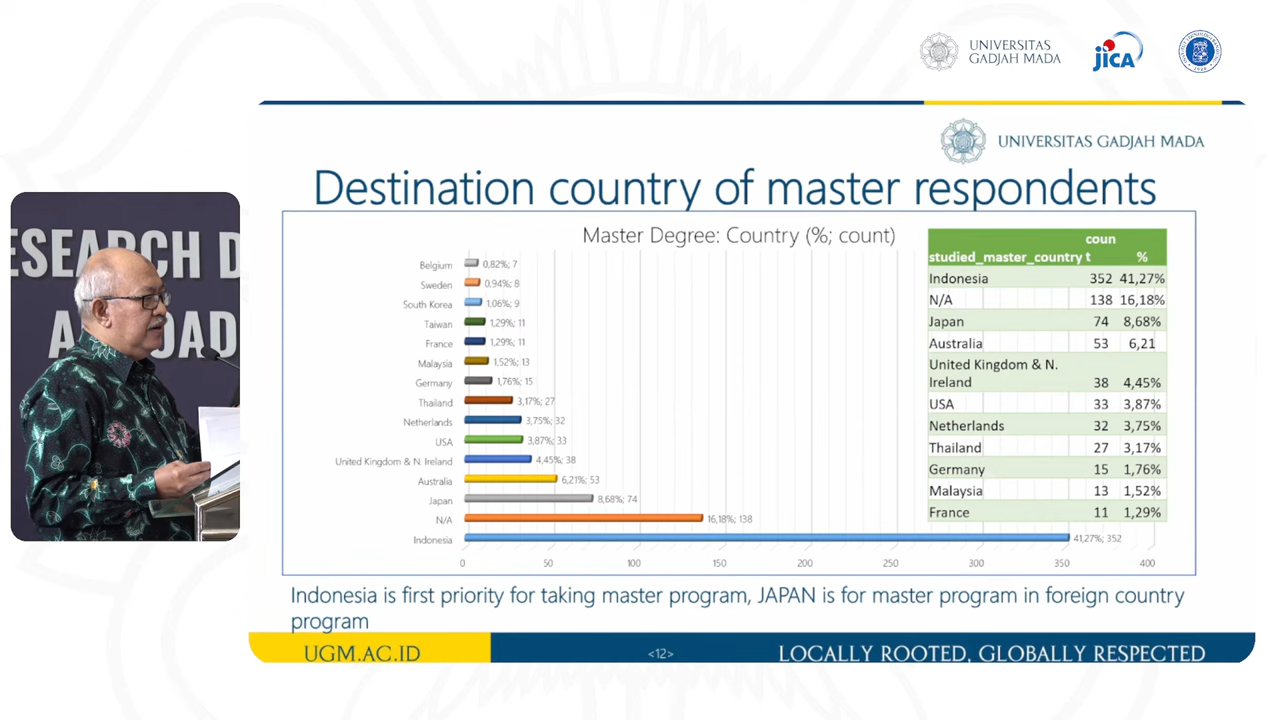 UNIVERSITAS
GADJAH MADA
JICA
UNIVERSITAS GADJAH MADA
ESEARCH D
A
OAD
Destination country of master respondents
Master Degree: Country (%; count)
Belgium 0,82%; 7
Sweden 0,94%; 8
South Korea 1,06%; 9
Taiwan 1,29%; 11
France 1,29%; 11
Malaysia 1,52%; 13
Germany 1,76%; 15
Thailand 3,17%; 27
Netherlands 3,75%; 32
USA 3,87%; 33
United Kingdom & N. Ireland 4,45%; 38
Australia 6,21%; 53
Japan 8,68%; 74
N/A 16,18%; 138
Indonesia 41,27%; 352
0 50 100 150 200 250 300 350 400
coun
studied_master_country t %
Indonesia 352 41,27%
N/A 138 16,18%
Japan 74 8,68%
Australia 53 6,21
United Kingdom & N.
Ireland 38 4,45%
USA 33 3,87%
Netherlands 32 3,75%
Thailand 27 3,17%
Germany 15 1,76%
Malaysia 13 1,52%
France 11 1,29%
Indonesia is first priority for taking master program, JAPAN is for master program in foreign country
program
UGM.AC.ID
<12>
LOCALLY ROOTED, GLOBALLY RESPECTED